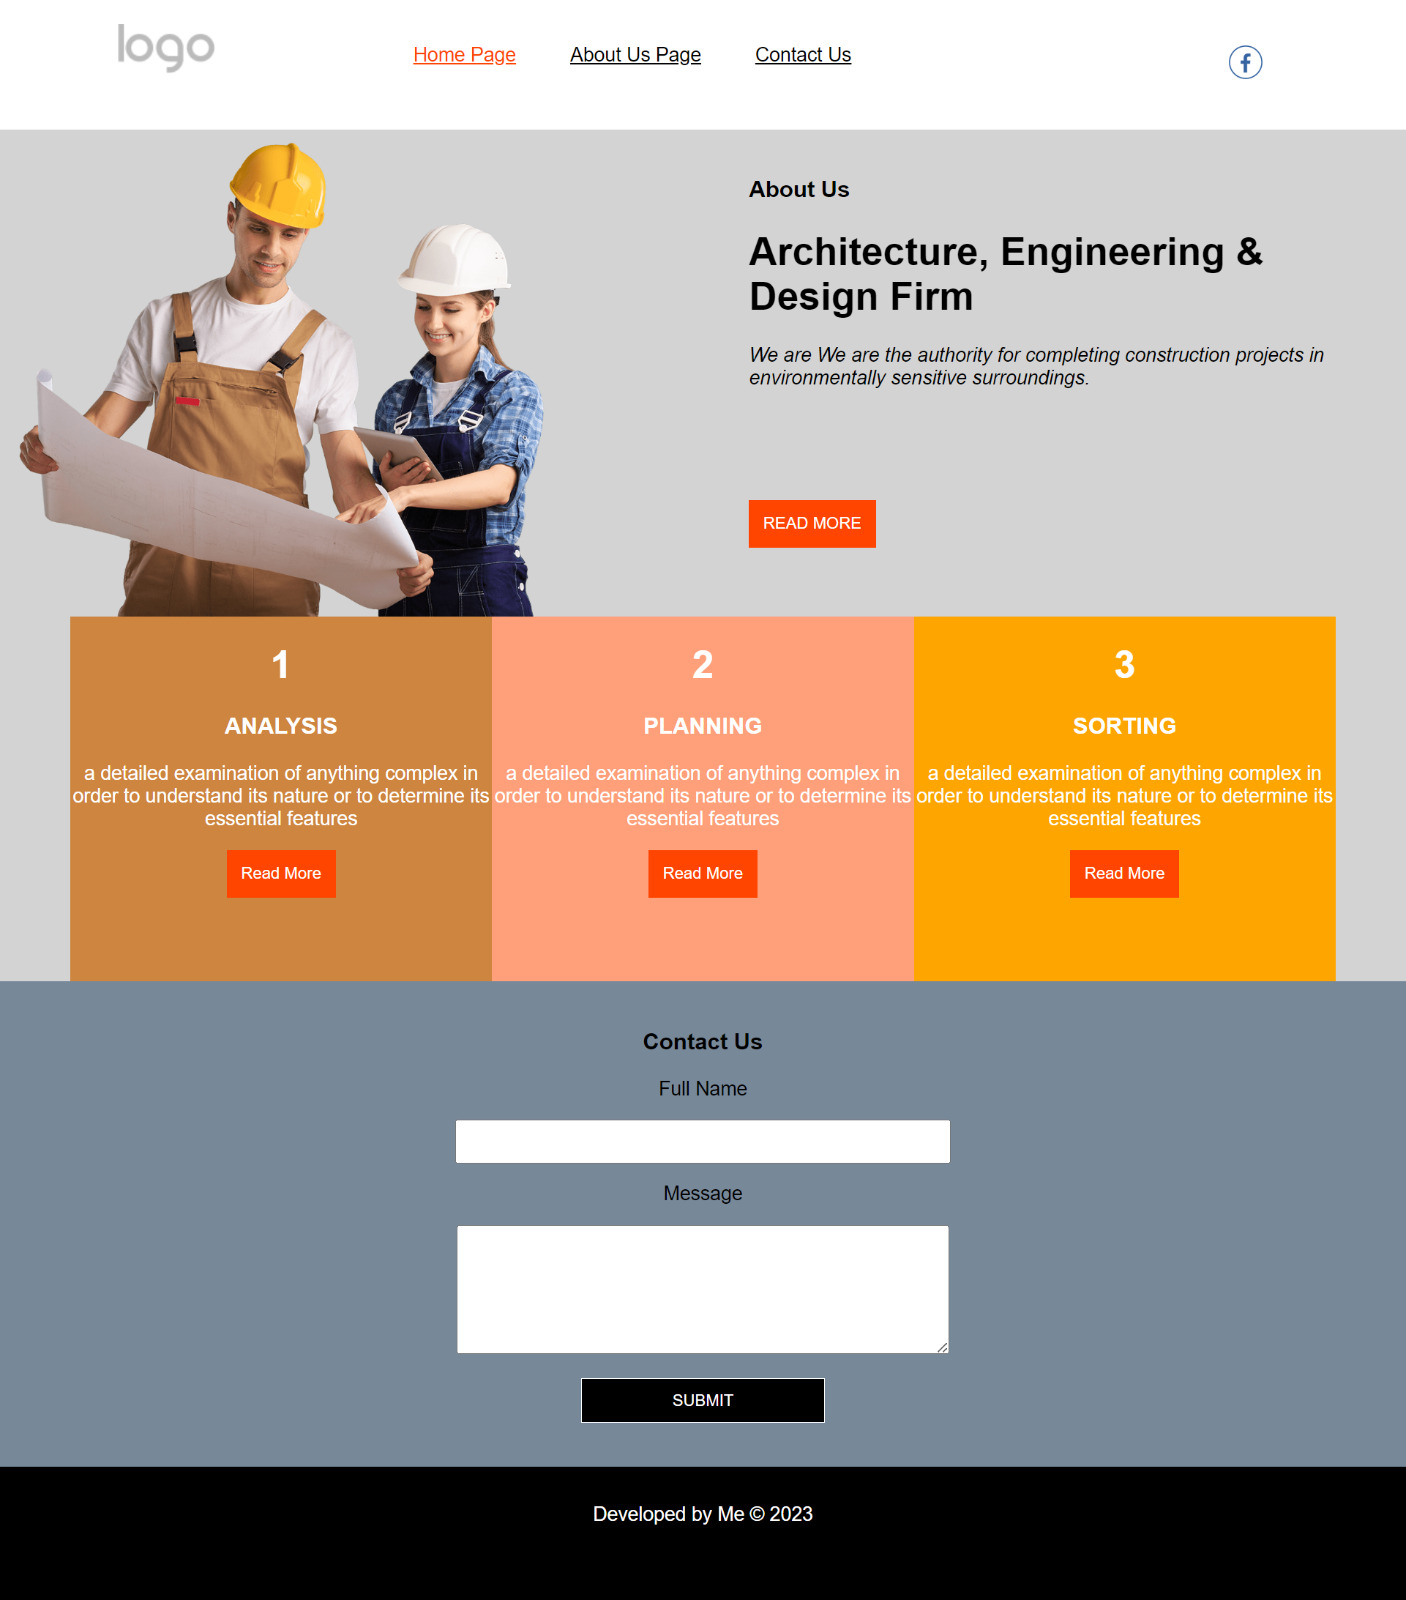 logo
Home Page
About Us Page
Contact Us
About Us
Architecture, Engineering &
Design Firm
We are We are the authority for completing construction projects in
environmentally sensitive surroundings.
READ MORE
1
ANALYSIS
a detailed examination of anything complex in
order to understand its nature or to determine its
essential features
Read More
2
PLANNING
a detailed examination of anything complex in
order to understand its nature or to determine its
essential features
Read More
3
SORTING
a detailed examination of anything complex in
order to understand its nature or to determine its
essential features
Read More
Contact Us
Full Name
Message
SUBMIT
Developed by Me © 2023